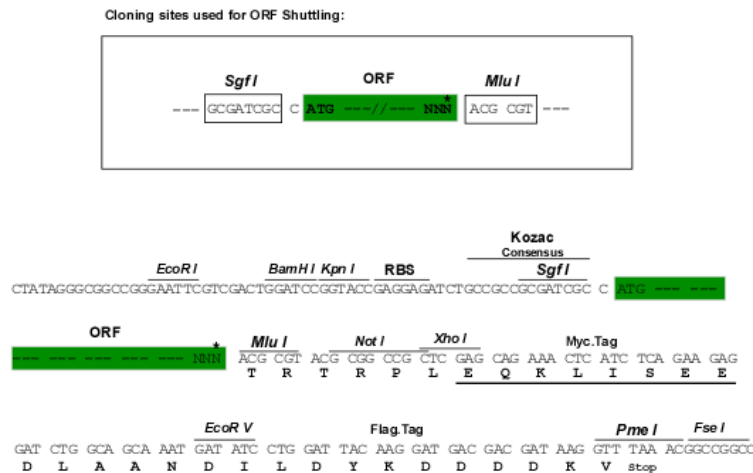 Cloning sites used for ORF Shuttling:
Sgf I ORF Mlu I
--- GCGATCGC C ATG ---//--- NNN* ACG CGT ---
Kozac
Consensus
EcoR I BamH I Kpn I RBS Sgf I
CTATAGGGCGGCCGGGAATTCGTCGACTGGATCCGGTACCGAGGAGATCTGCCGCCGCGATCGC C ATG --- ---
ORF * Mlu I Not I Xho I Myc.Tag
--- --- --- --- --- --- NNN ACG CGT ACG CGG CCG CTC GAG CAG AAA CTC ATC TCA GAA GAG
T R T R P L E Q K L I S E E
EcoR V Flag.Tag Pme I Fse I
GAT CTG GCA GCA AAT GAT ATC CTG GAT TAC AAG GAT GAC GAC GAT AAG GTT TAA ACGGCCGGCC
D L A A N D I L D Y K D D D D K V Stop